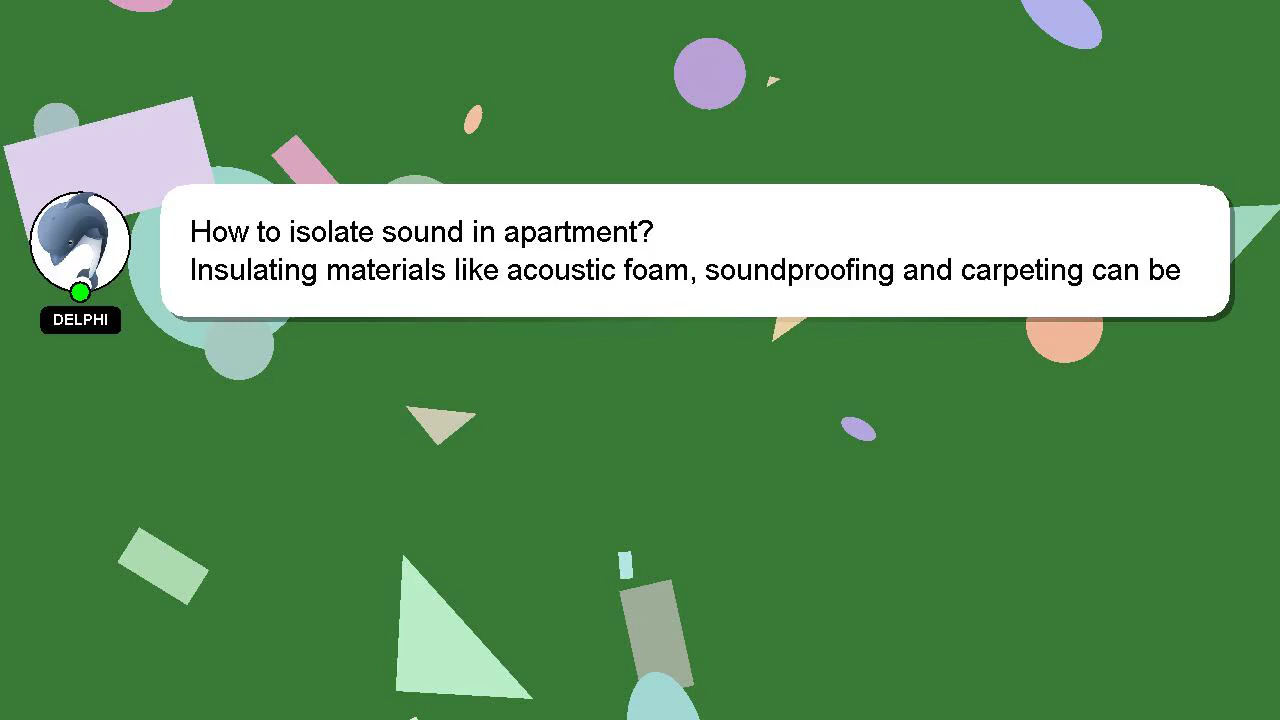 How to isolate sound in apartment?
Insulating materials like acoustic foam, soundproofing and carpeting can be
DELPHI